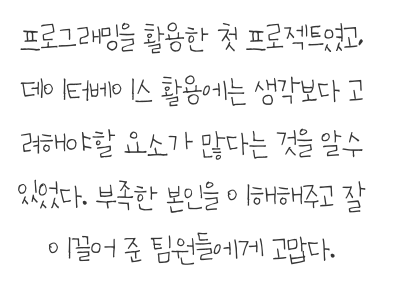 프로그래밍을 활용한 첫 프로젝트였고,
데이터베이스 활용에는 생각보다 고
려해야할 요소가 많다는 것을 알 수
있었다. 부족한 본인을 이해해주고 잘
이끌어 준 팀원들에게 고맙다.